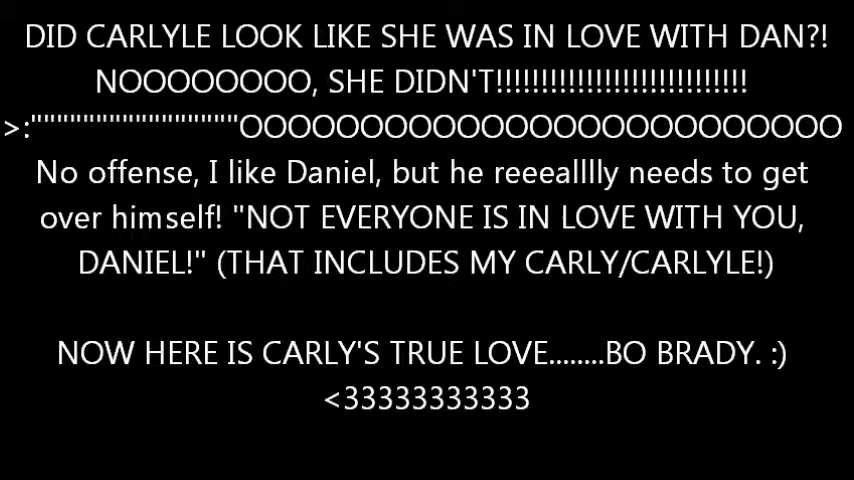 DID CARLYLE LOOK LIKE SHE WAS IN LOVE WITH DAN?!
NOOOOOOOO, SHE DIDN'T!!!!!!!!!!!!!!!!!!!!!!!!!!!!
>:""""""""""""""""OOOOOOOOOOOOOOOOOOOOOOOOO
No offense, I like Daniel, but he reeealllly needs to get
over himself! "NOT EVERYONE IS IN LOVE WITH YOU,
DANIEL!" (THAT INCLUDES MY CARLY/CARLYLE!)
NOW HERE IS CARLY'S TRUE LOVE........BO BRADY. :)
<33333333333